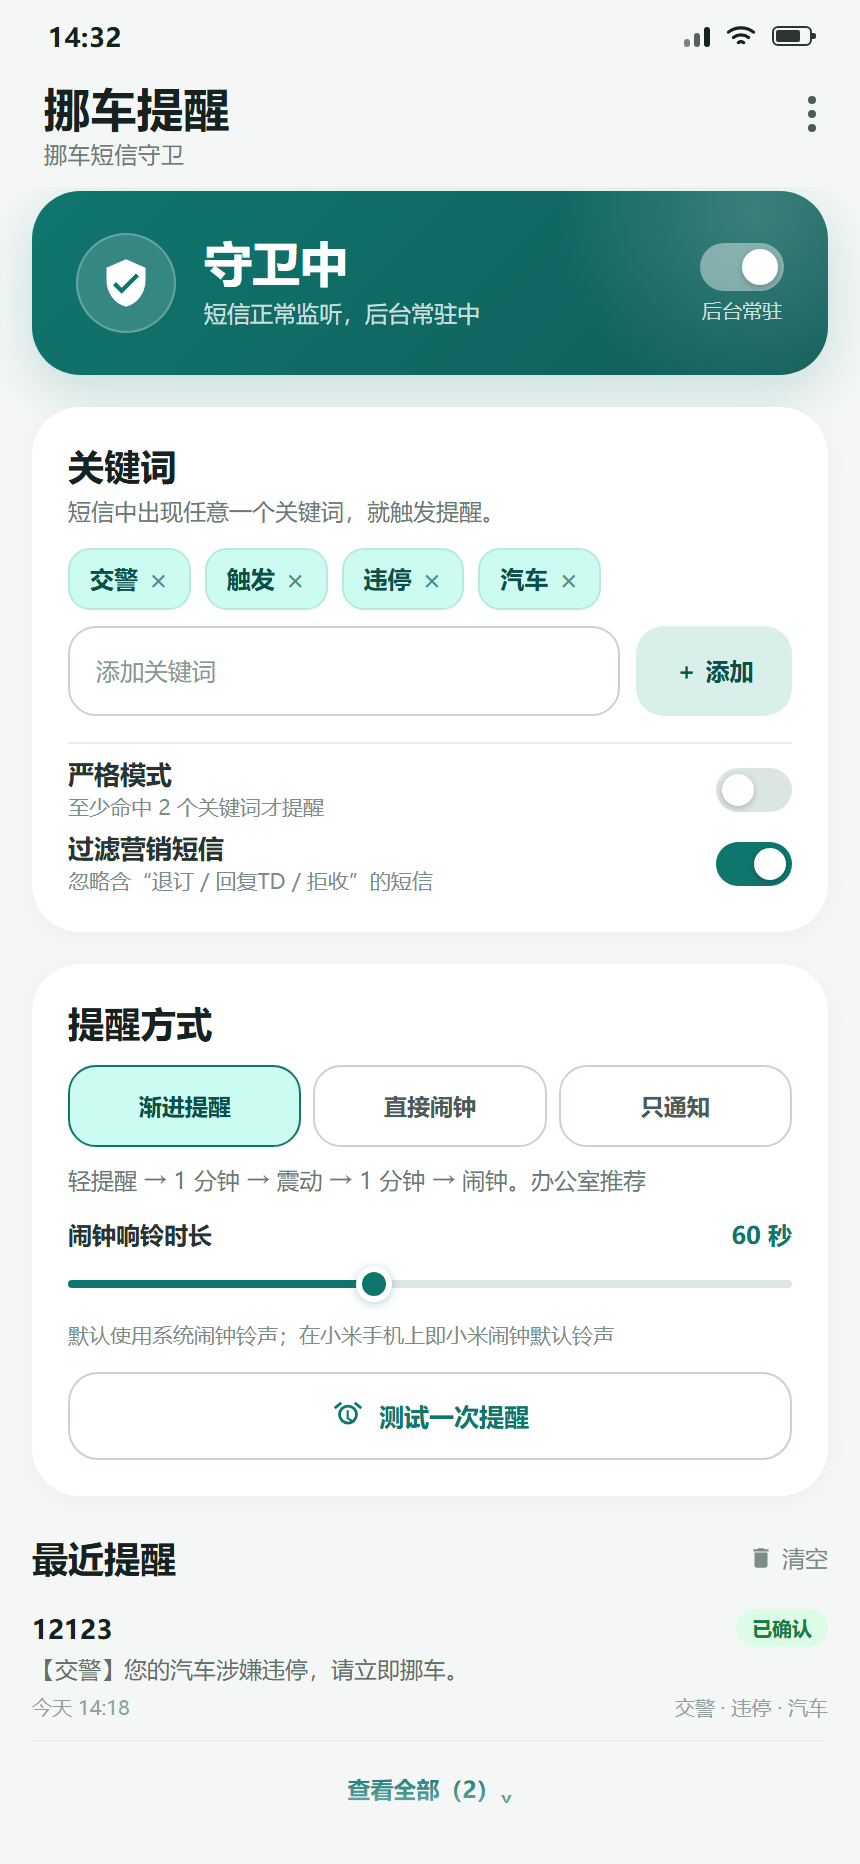 14:32
挪车提醒
挪车短信守卫
守卫中
短信正常监听，后台常驻中
后台常驻
关键词
短信中出现任意一个关键词，就触发提醒。
交警 × 触发 × 违停 × 汽车 ×
添加关键词
+ 添加
严格模式
至少命中 2 个关键词才提醒
过滤营销短信
忽略含“退订 / 回复TD / 拒收”的短信
提醒方式
渐进提醒 直接闹钟 只通知
轻提醒 → 1 分钟 → 震动 → 1 分钟 → 闹钟。办公室推荐
闹钟响铃时长 60 秒
默认使用系统闹钟铃声；在小米手机上即小米闹钟默认铃声
测试一次提醒
最近提醒 清空
12123 已确认
【交警】您的汽车涉嫌违停，请立即挪车。
今天 14:18 交警 · 违停 · 汽车
查看全部（2）